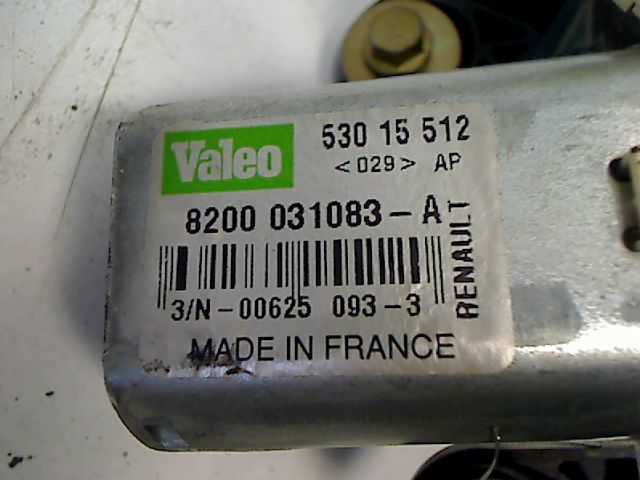 Valeo
530 15 512
<029> AP
8200 031083-A
RENAULT
3/N-00625 093-3
MADE IN FRANCE